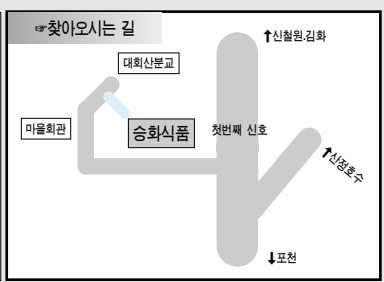 ☞찾아오시는 길
↑신철원.김화
대회산분교
마을회관
승화식품
첫번째 신호
↑산정호수
↓포천